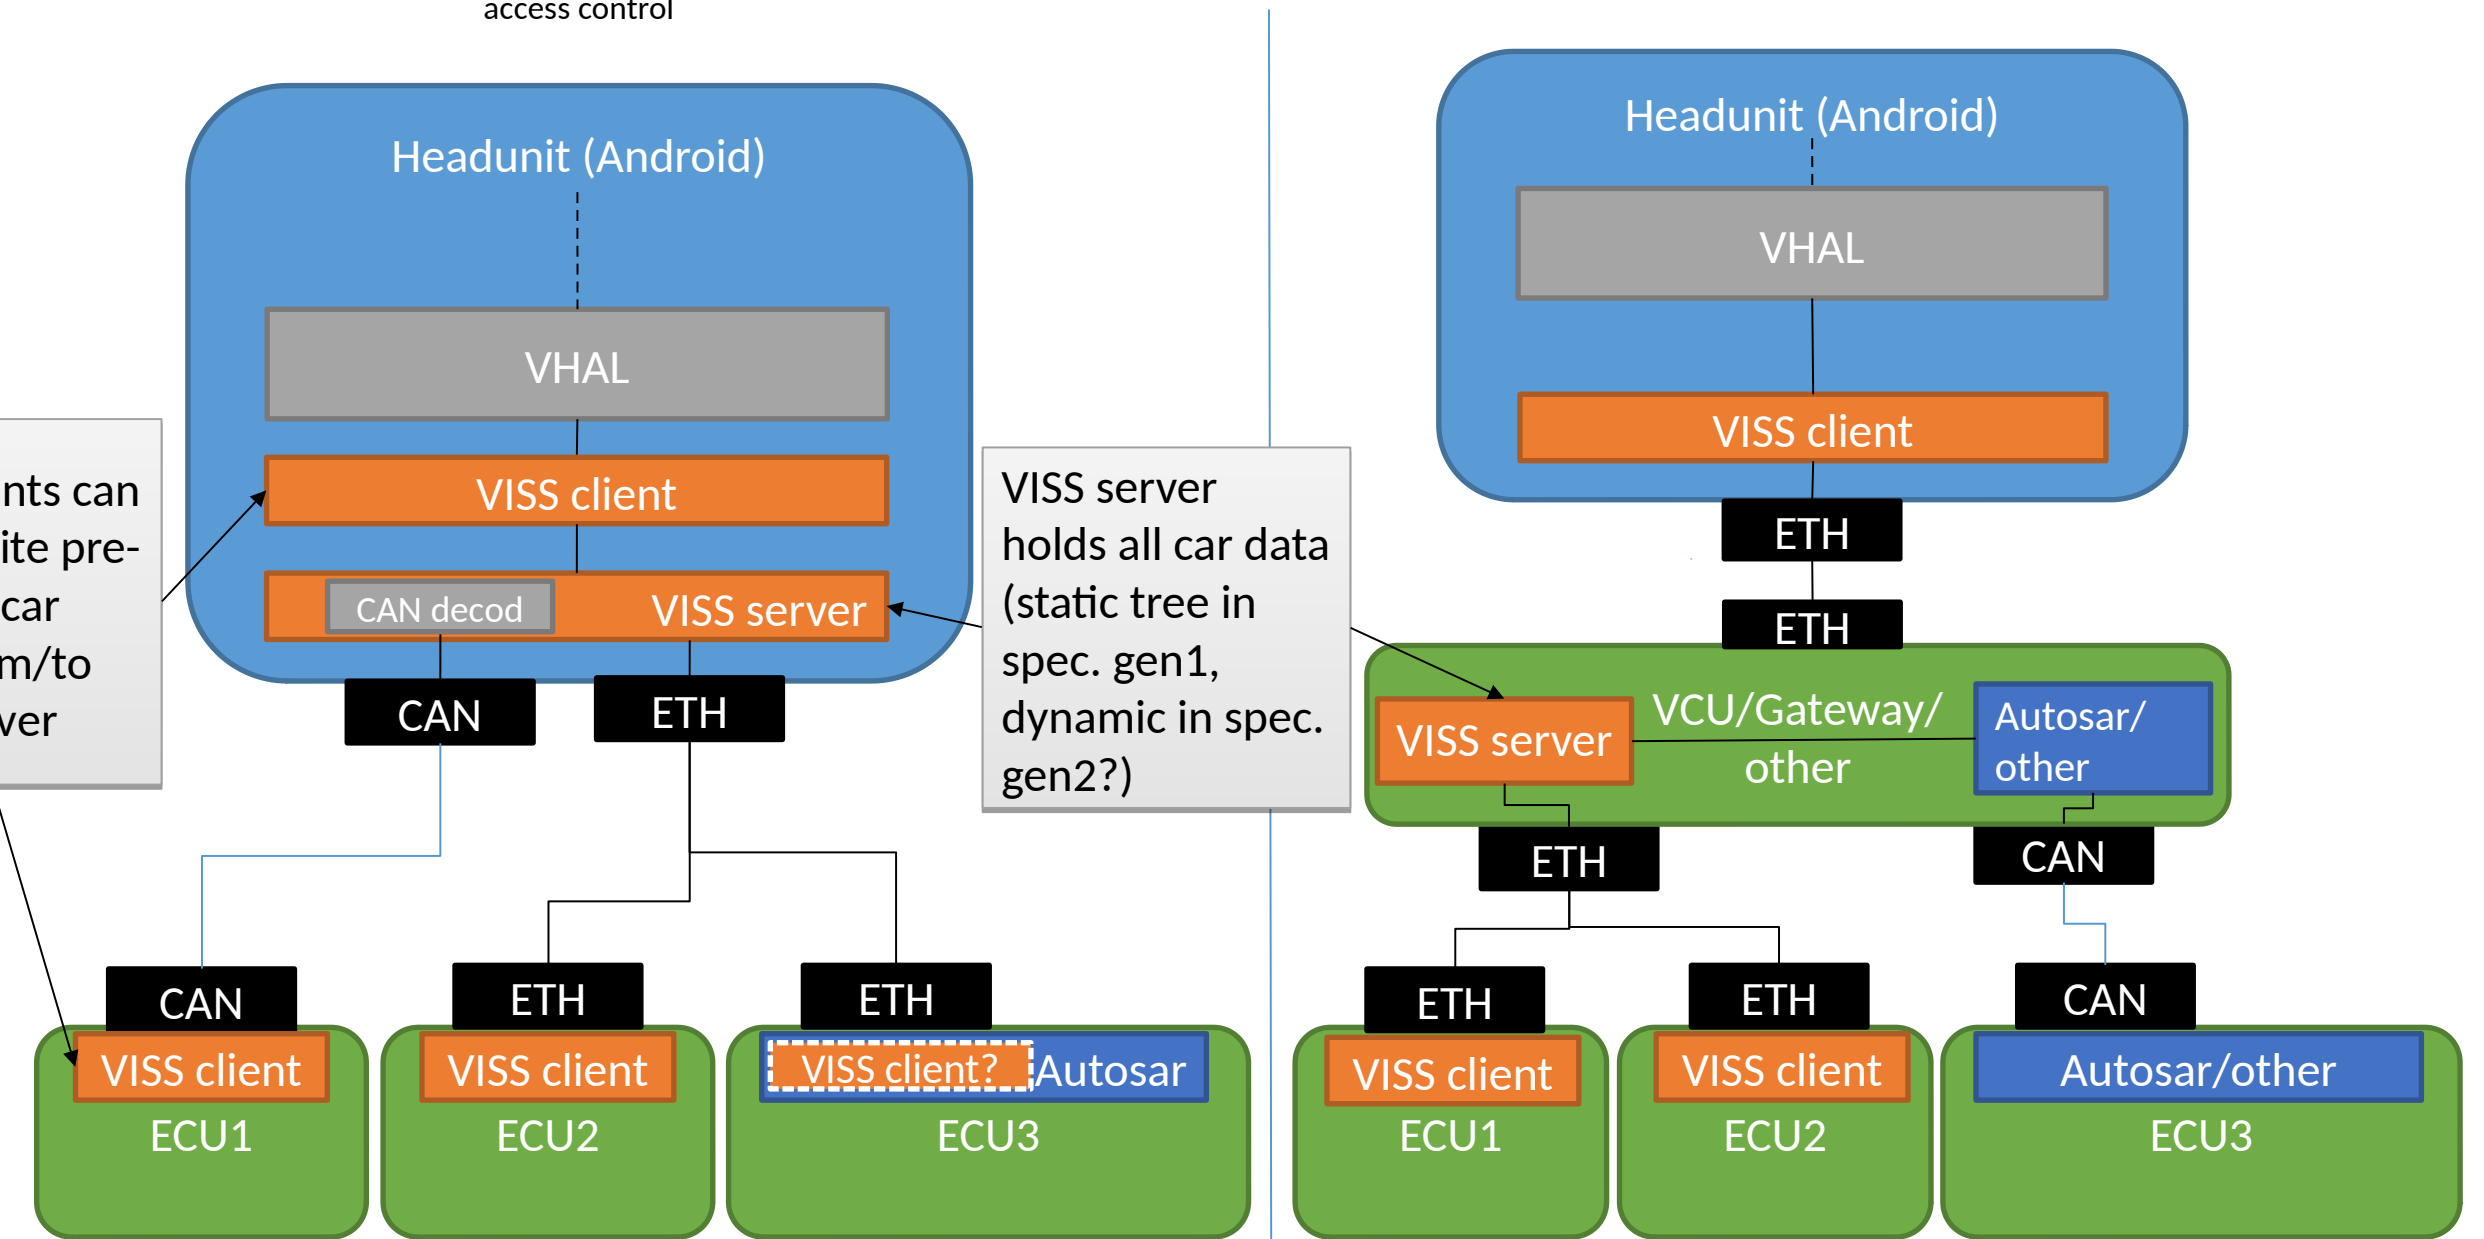 access control
Headunit (Android)
VHAL
VISS client
CAN decod
VISS server
CAN
ETH
nts can
ite pre-
car
m/to
ver
VISS server
holds all car data
(static tree in
spec. gen1,
dynamic in spec.
gen2?)
CAN
VISS client
ECU1
ETH
VISS client
ECU2
ETH
VISS client?
Autosar
ECU3
Headunit (Android)
VHAL
VISS client
ETH
ETH
VISS server
VCU/Gateway/
other
Autosar/
other
ETH
CAN
ETH
VISS client
ECU1
ETH
VISS client
ECU2
CAN
Autosar/other
ECU3